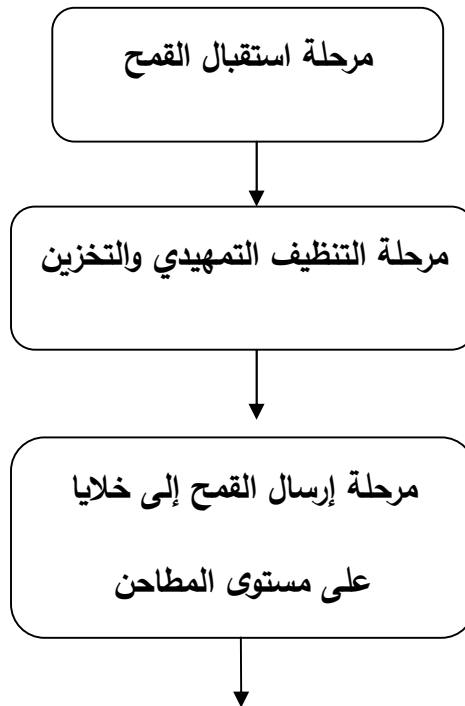 مرحلة استقبال القمح
مرحلة التنظيف التمهيدي والتخزين
مرحلة إرسال القمح إلى خلايا
على مستوى المطاحن